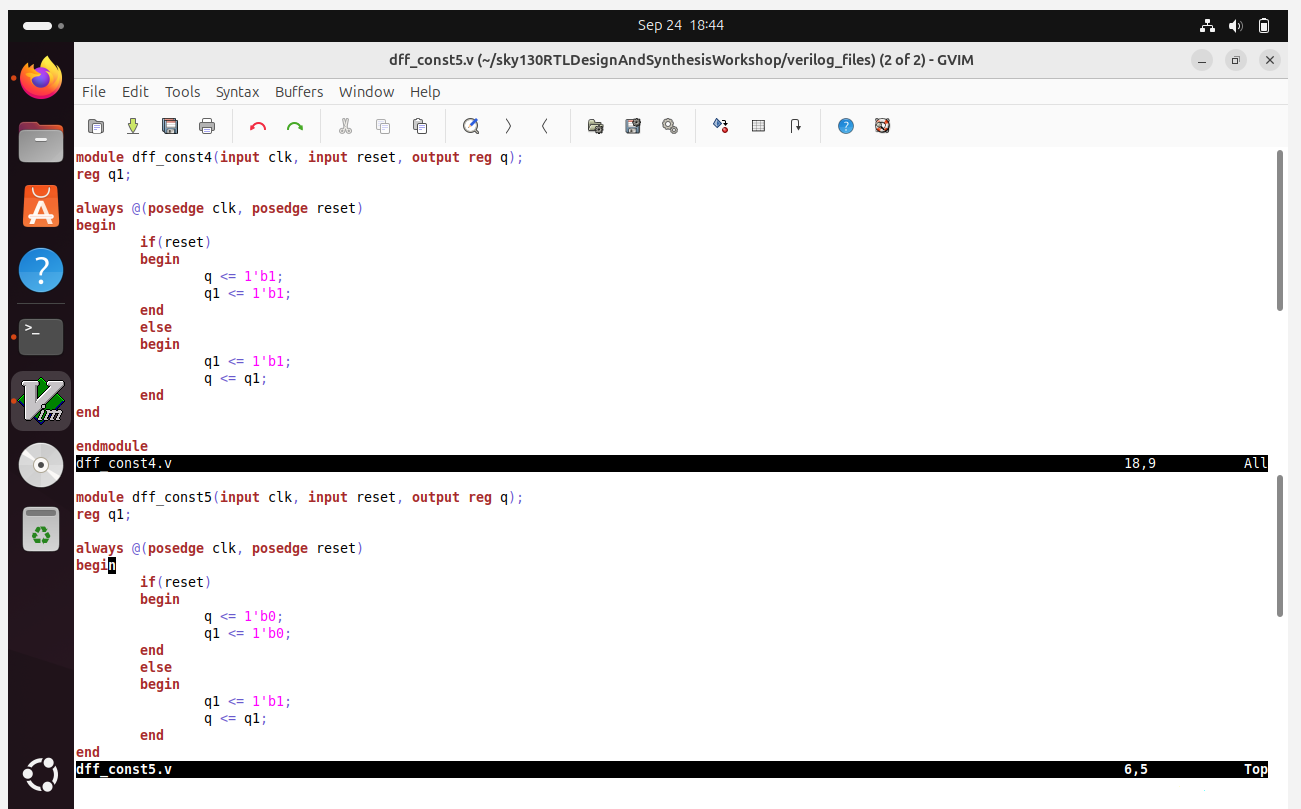 Sep 24 18:44
dff_const5.v (~/sky130RTLDesignAndSynthesisWorkshop/verilog_files) (2 of 2) - GVIM
File Edit Tools Syntax Buffers Window Help
module dff_const4(input clk, input reset, output reg q);
reg q1;
always @(posedge clk, posedge reset)
begin
if(reset)
begin
q <= 1'b1;
q1 <= 1'b1;
end
else
begin
q1 <= 1'b1;
q <= q1;
end
end
endmodule
dff_const4.v 18,9 All
module dff_const5(input clk, input reset, output reg q);
reg q1;
always @(posedge clk, posedge reset)
begin
if(reset)
begin
q <= 1'b0;
q1 <= 1'b0;
end
else
begin
q1 <= 1'b1;
q <= q1;
end
end
dff_const5.v 6,5 Top